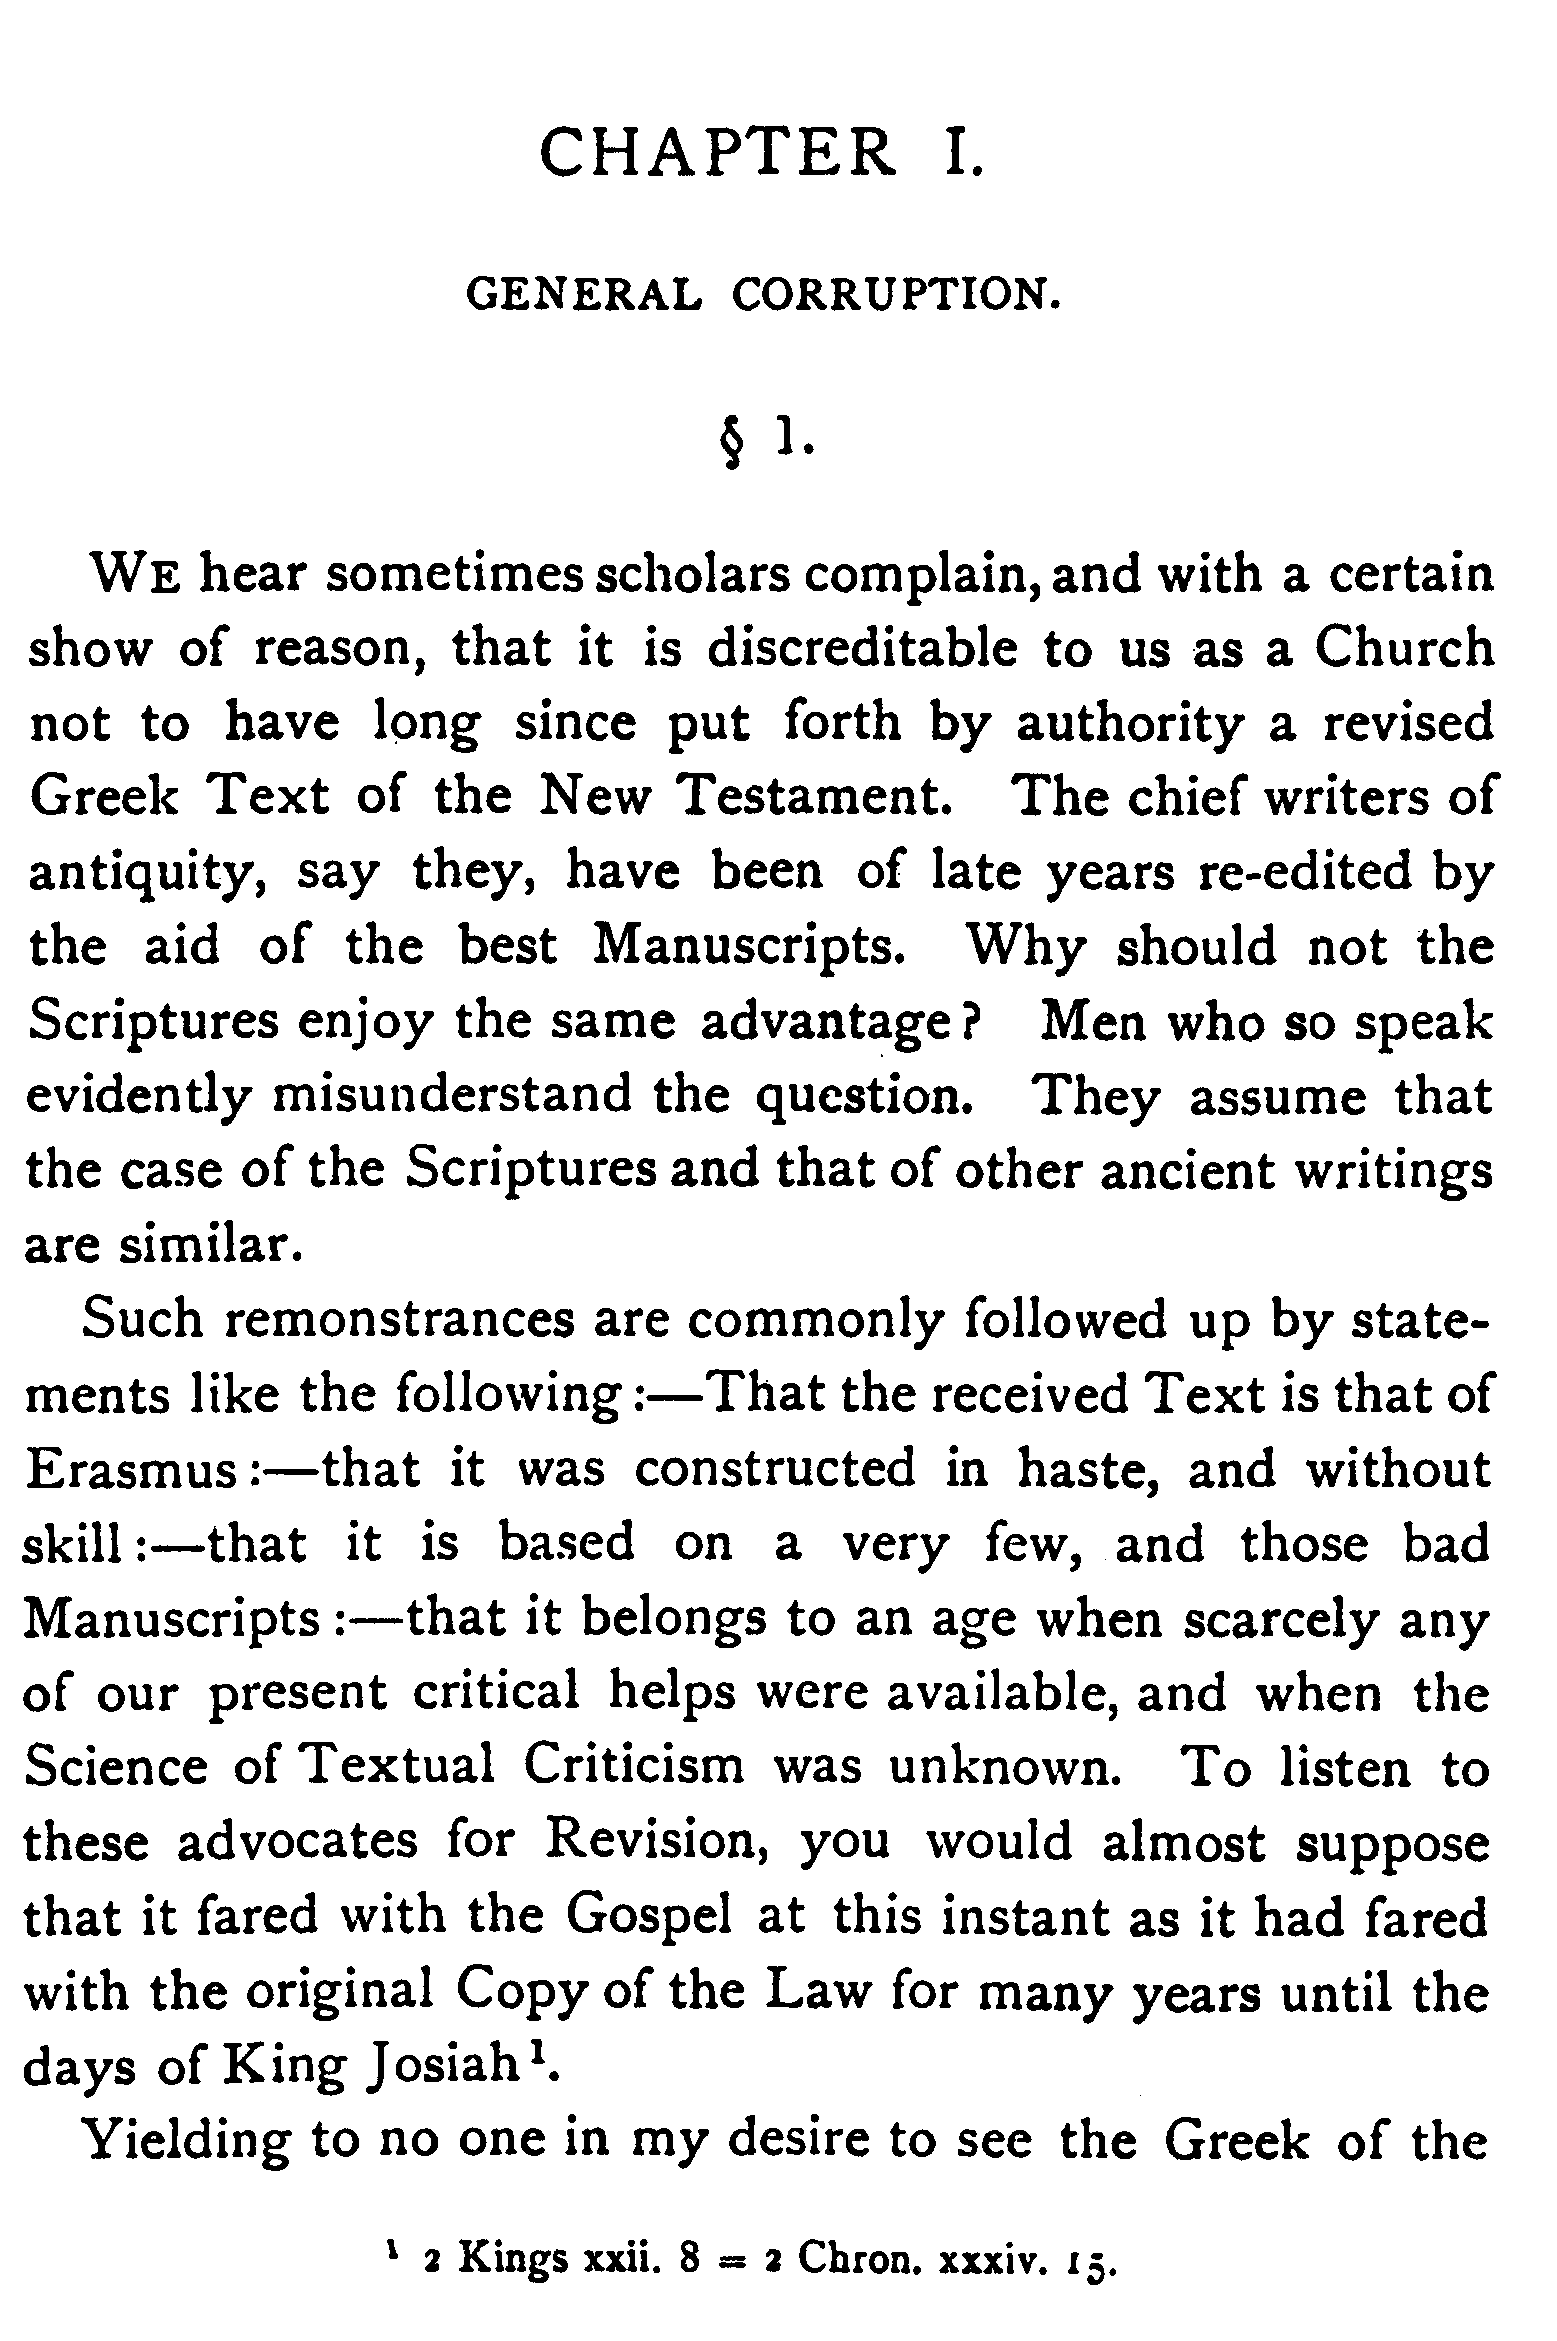 CHAPTER I.
GENERAL CORRUPTION.
§ 1.
WE hear sometimes scholars complain, and with a certain
show of reason, that it is discreditable to us as a Church
not to have long since put forth by authority a revised
Greek Text of the New Testament. The chief writers of
antiquity, say they, have been of late years re-edited by
the aid of the best Manuscripts. Why should not the
Scriptures enjoy the same advantage? Men who so speak
evidently misunderstand the question. They assume that
the case of the Scriptures and that of other ancient writings
are similar.
Such remonstrances are commonly followed up by state-
ments like the following:—That the received Text is that of
Erasmus:—that it was constructed in haste, and without
skill:—that it is based on a very few, and those bad
Manuscripts:—that it belongs to an age when scarcely any
of our present critical helps were available, and when the
Science of Textual Criticism was unknown. To listen to
these advocates for Revision, you would almost suppose
that it fared with the Gospel at this instant as it had fared
with the original Copy of the Law for many years until the
days of King Josiah¹.
Yielding to no one in my desire to see the Greek of the
¹ 2 Kings xxii. 8 = 2 Chron. xxxiv. 15.